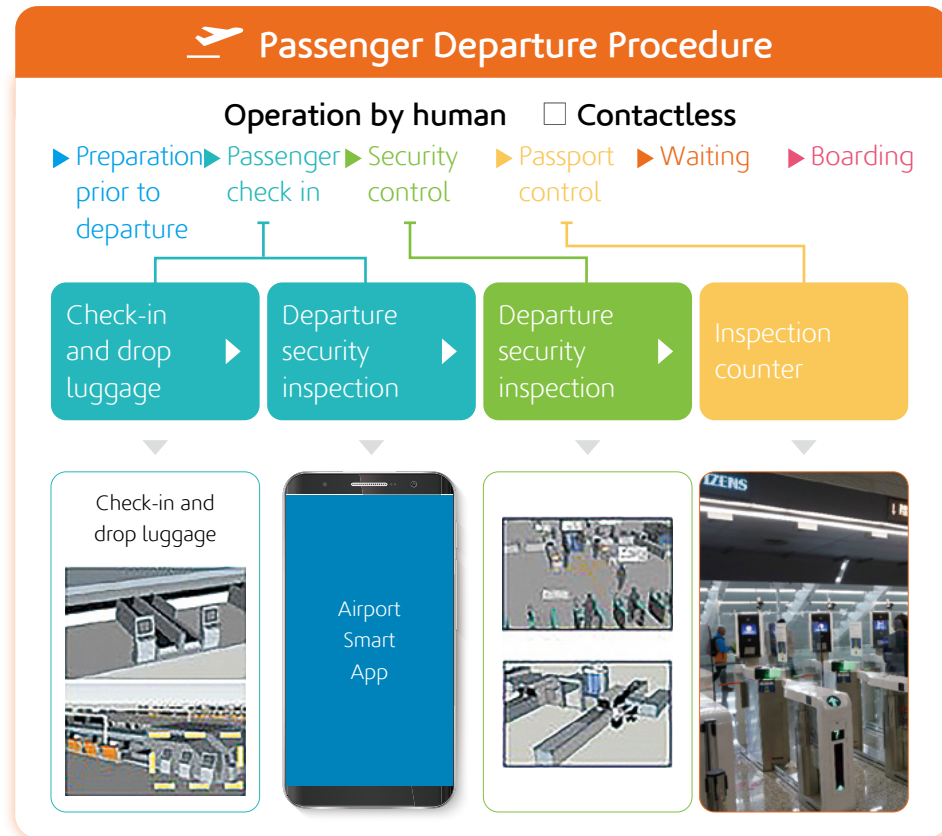 Passenger Departure Procedure
Operation by human □ Contactless
Preparation
prior to
departure
Passenger
check in
Security
control
Passport
control
Waiting
Boarding
Check-in
and drop
luggage
Departure
security
inspection
Departure
security
inspection
Inspection
counter
Check-in and
drop luggage
Airport
Smart
App
IZENS
7